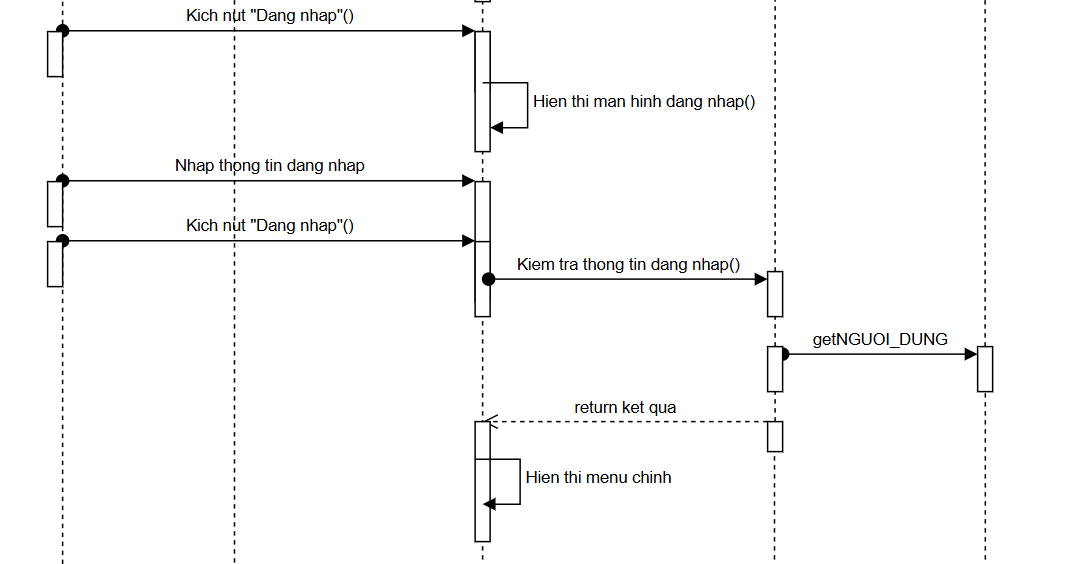 Kich nut "Dang nhap"()
Hien thi man hinh dang nhap()
Nhap thong tin dang nhap
Kich nut "Dang nhap"()
Kiem tra thong tin dang nhap()
getNGUOI_DUNG
return ket qua
Hien thi menu chinh